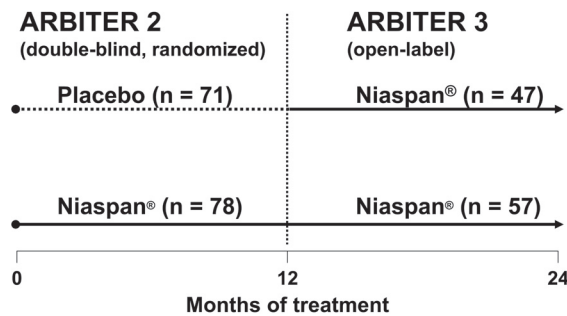 ARBITER 2
(double-blind, randomized)
ARBITER 3
(open-label)
Placebo (n = 71)
Niaspan® (n = 47)
Niaspan® (n = 78)
Niaspan® (n = 57)
0
12
24
Months of treatment